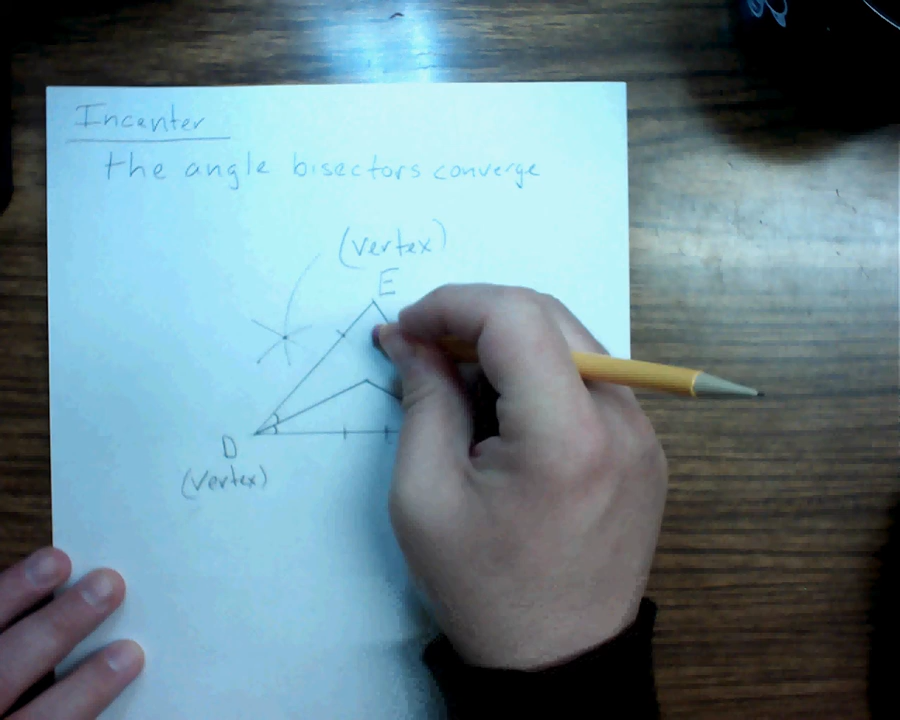 Incenter
the angle bisectors converge
(vertex)
E
D
(vertex)